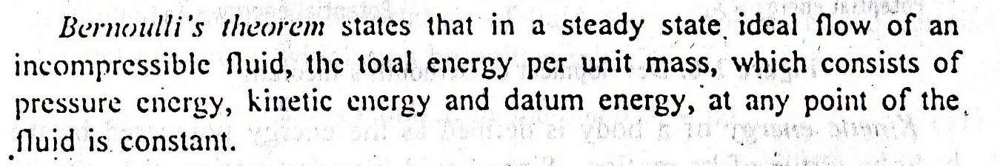 Bernoulli's theorem states that in a steady state ideal flow of an
incompressible fluid, the total energy per unit mass, which consists of
pressure energy, kinetic energy and datum energy, at any point of the
fluid is constant.